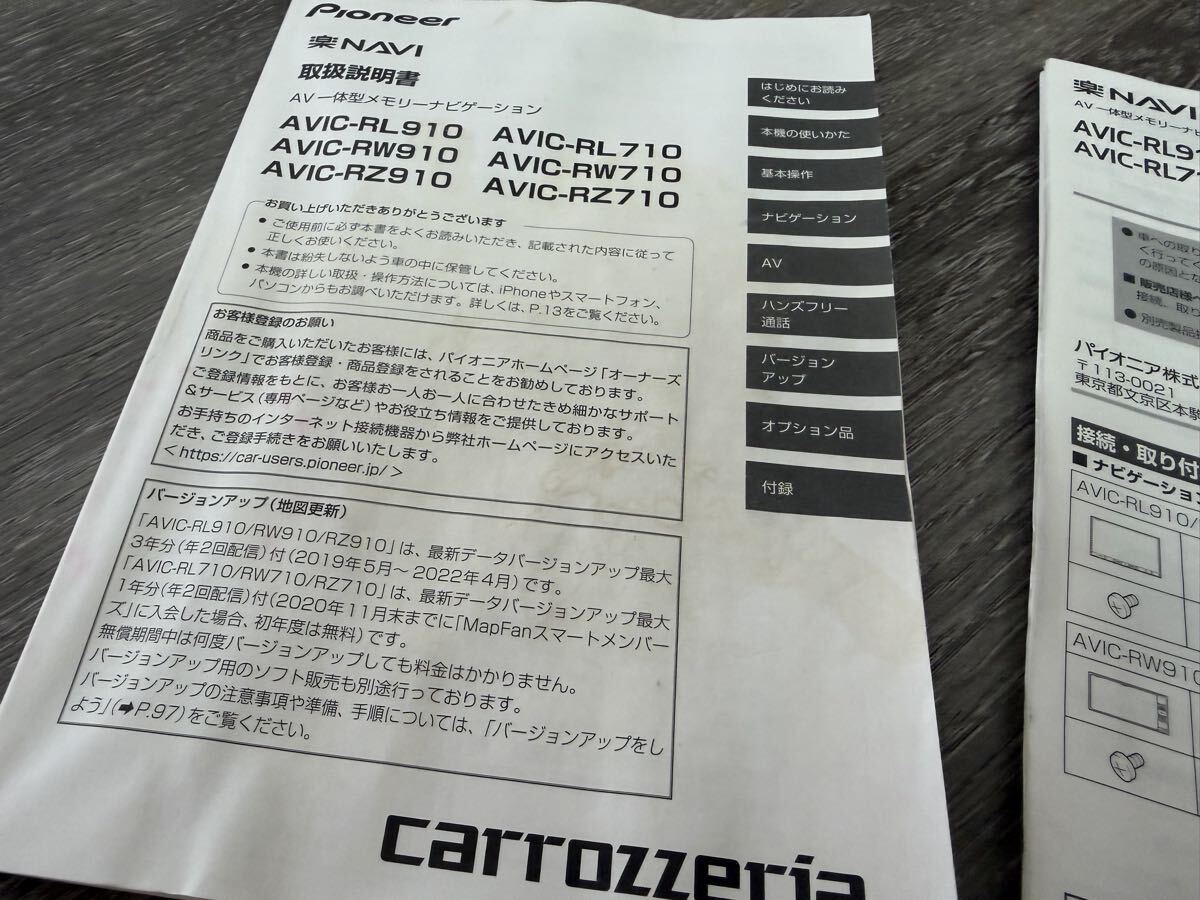 Pioneer
楽NAVI
取扱説明書
AV一体型メモリーナビゲーション
AVIC-RL910 AVIC-RL710
AVIC-RW910 AVIC-RW710
AVIC-RZ910 AVIC-RZ710
お買い上げいただきありがとうございます
● ご使用前に必ず本書をよくお読みいただき、記載された内容に従って
正しくお使いください。
● 本書は紛失しないよう車の中に保管してください。
● 本機の詳しい取扱・操作方法については、iPhoneやスマートフォン、
パソコンからもお調べいただけます。詳しくは、P.13をご覧ください。
お客様登録のお願い
商品をご購入いただいたお客様には、パイオニアホームページ「オーナーズ
リンク」でお客様登録・商品登録をされることをお勧めしております。
ご登録情報をもとに、お客様お一人お一人に合わせたきめ細かなサポート
＆サービス(専用ページなど)やお役立ち情報をご提供しております。
お手持ちのインターネット接続機器から弊社ホームページにアクセスいた
だき、ご登録手続きをお願いいたします。
＜https://car-users.pioneer.jp/＞
バージョンアップ(地図更新)
「AVIC-RL910/RW910/RZ910」は、最新データバージョンアップ最大
3年分(年2回配信)付(2019年5月～2022年4月)です。
「AVIC-RL710/RW710/RZ710」は、最新データバージョンアップ最大
1年分(年2回配信)付(2020年11月末までに「MapFanスマートメンバー
ズ」に入会した場合、初年度は無料)です。
無償期間中は何度バージョンアップしても料金はかかりません。
バージョンアップ用のソフト販売も別途行っております。
バージョンアップの注意事項や準備、手順については、「バージョンアップをし
よう」(➡P.97)をご覧ください。
carrozzeria
はじめにお読み
ください
本機の使いかた
基本操作
ナビゲーション
AV
ハンズフリー
通話
バージョン
アップ
オプション品
付録
楽NAVI
AV一体型メモリーナ
AVIC-RL91
AVIC-RL7
● 車への取り
く行ってく
の原因と
■ 販売店様
接続、取り
● 別売製品
パイオニア株式
〒113-0021
東京都文京区本駒
接続・取り付
■ ナビゲーショ
AVIC-RL910/
AVIC-RW910